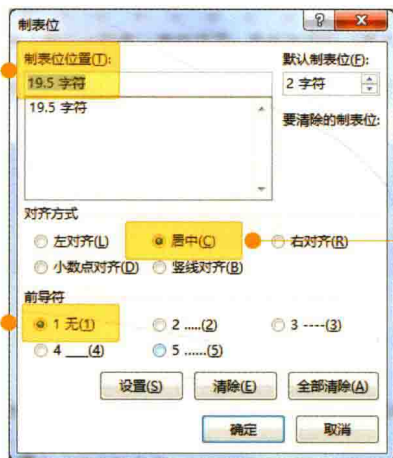 制表位
制表位位置(T): 默认制表位(F):
19.5 字符 2 字符
19.5 字符 要清除的制表位:
对齐方式
左对齐(L) 居中(C) 右对齐(R)
小数点对齐(D) 竖线对齐(B)
前导符
1 无(1) 2 .....(2) 3 ----(3)
4 ___(4) 5 ......(5)
设置(S) 清除(E) 全部清除(A)
确定 取消